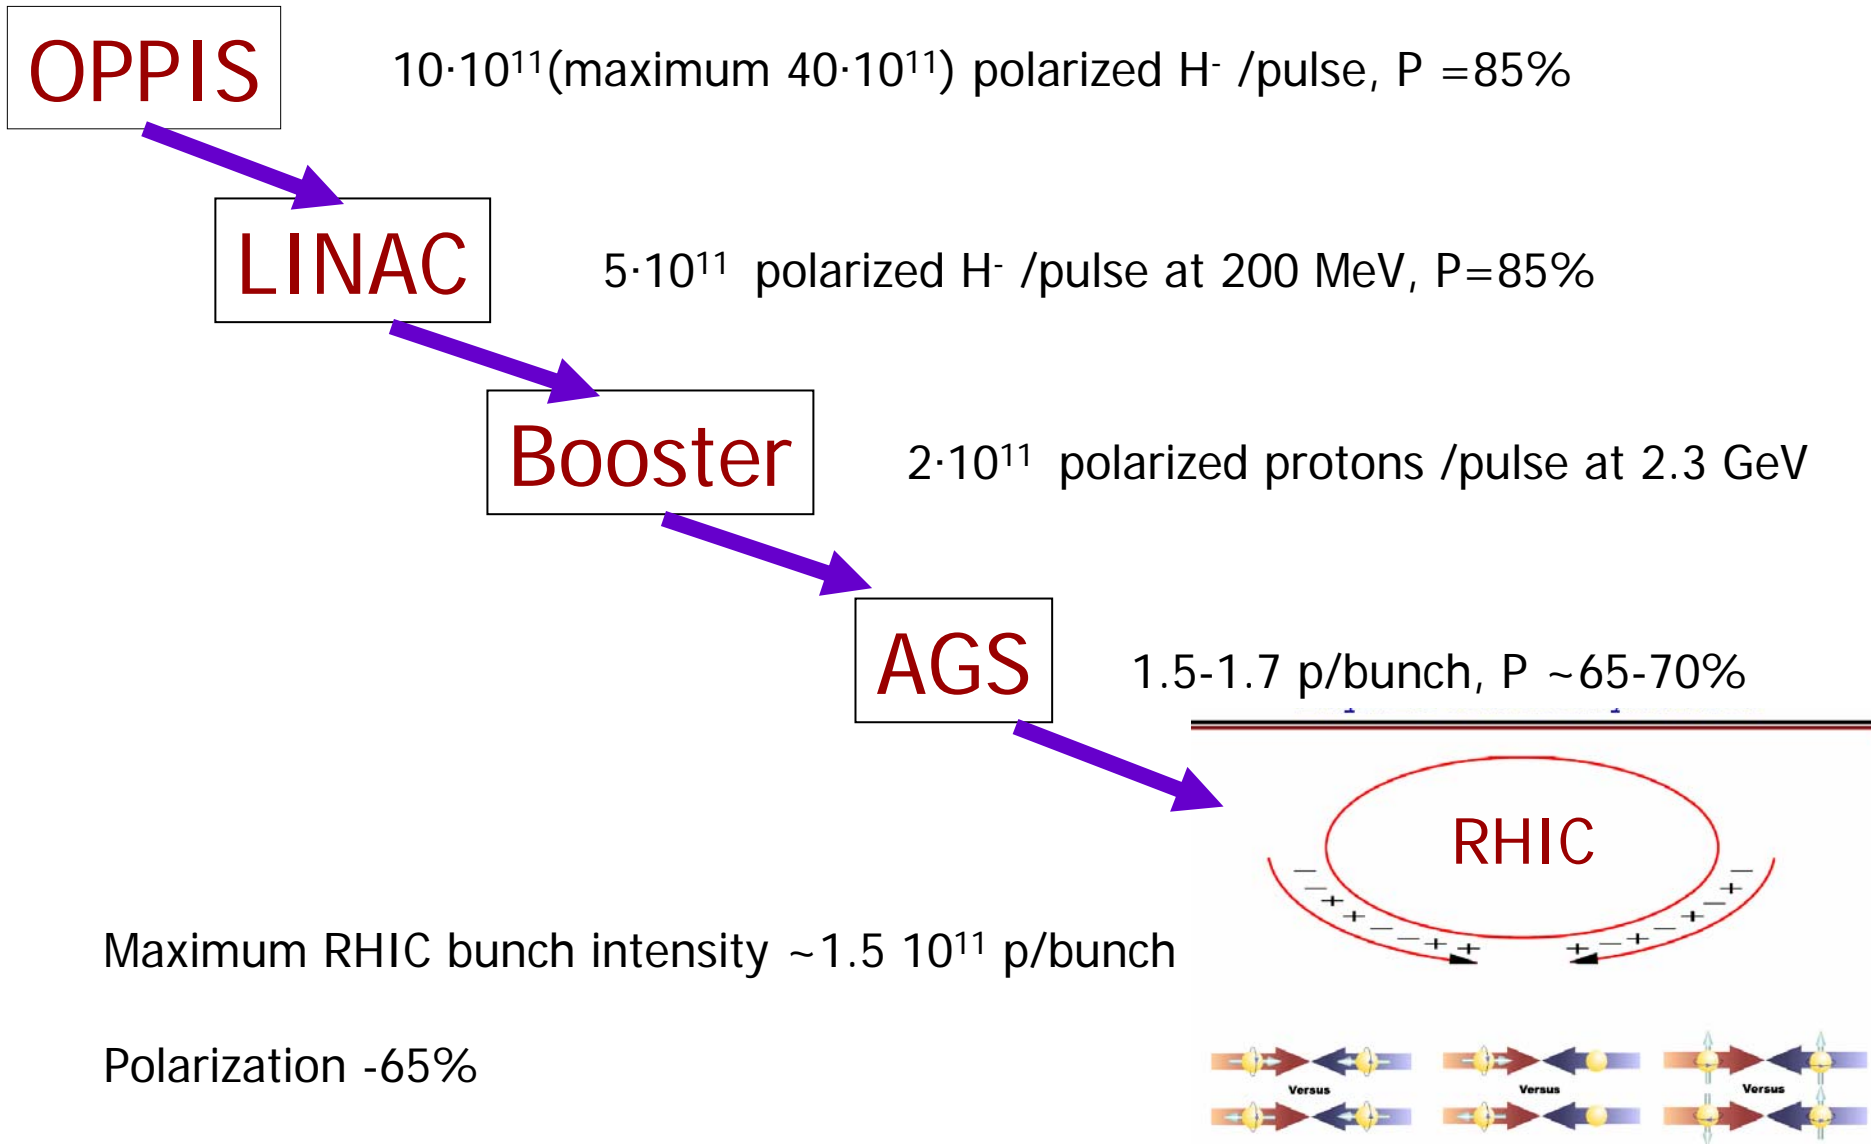 OPPIS
10·10¹¹(maximum 40·10¹¹) polarized H⁻ /pulse, P =85%
LINAC
5·10¹¹ polarized H⁻ /pulse at 200 MeV, P=85%
Booster
2·10¹¹ polarized protons /pulse at 2.3 GeV
AGS
1.5-1.7 p/bunch, P ~65-70%
RHIC
− − + + − − + +
+ − + − + − + −
Maximum RHIC bunch intensity ~1.5 10¹¹ p/bunch
Polarization -65%
Versus Versus Versus